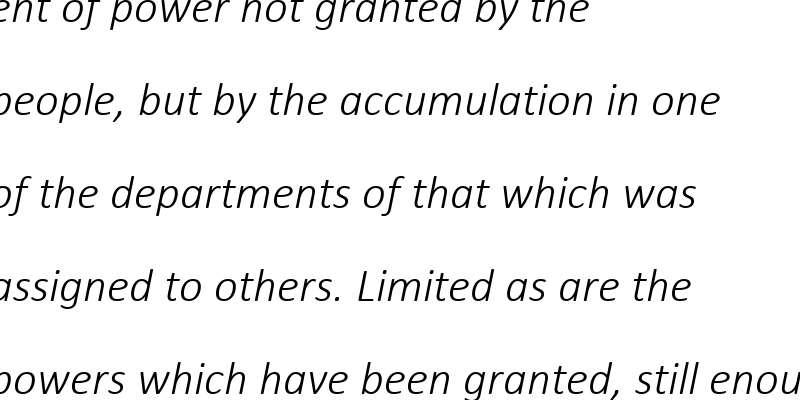 ent of power not granted by the
people, but by the accumulation in one
of the departments of that which was
assigned to others. Limited as are the
powers which have been granted, still enou